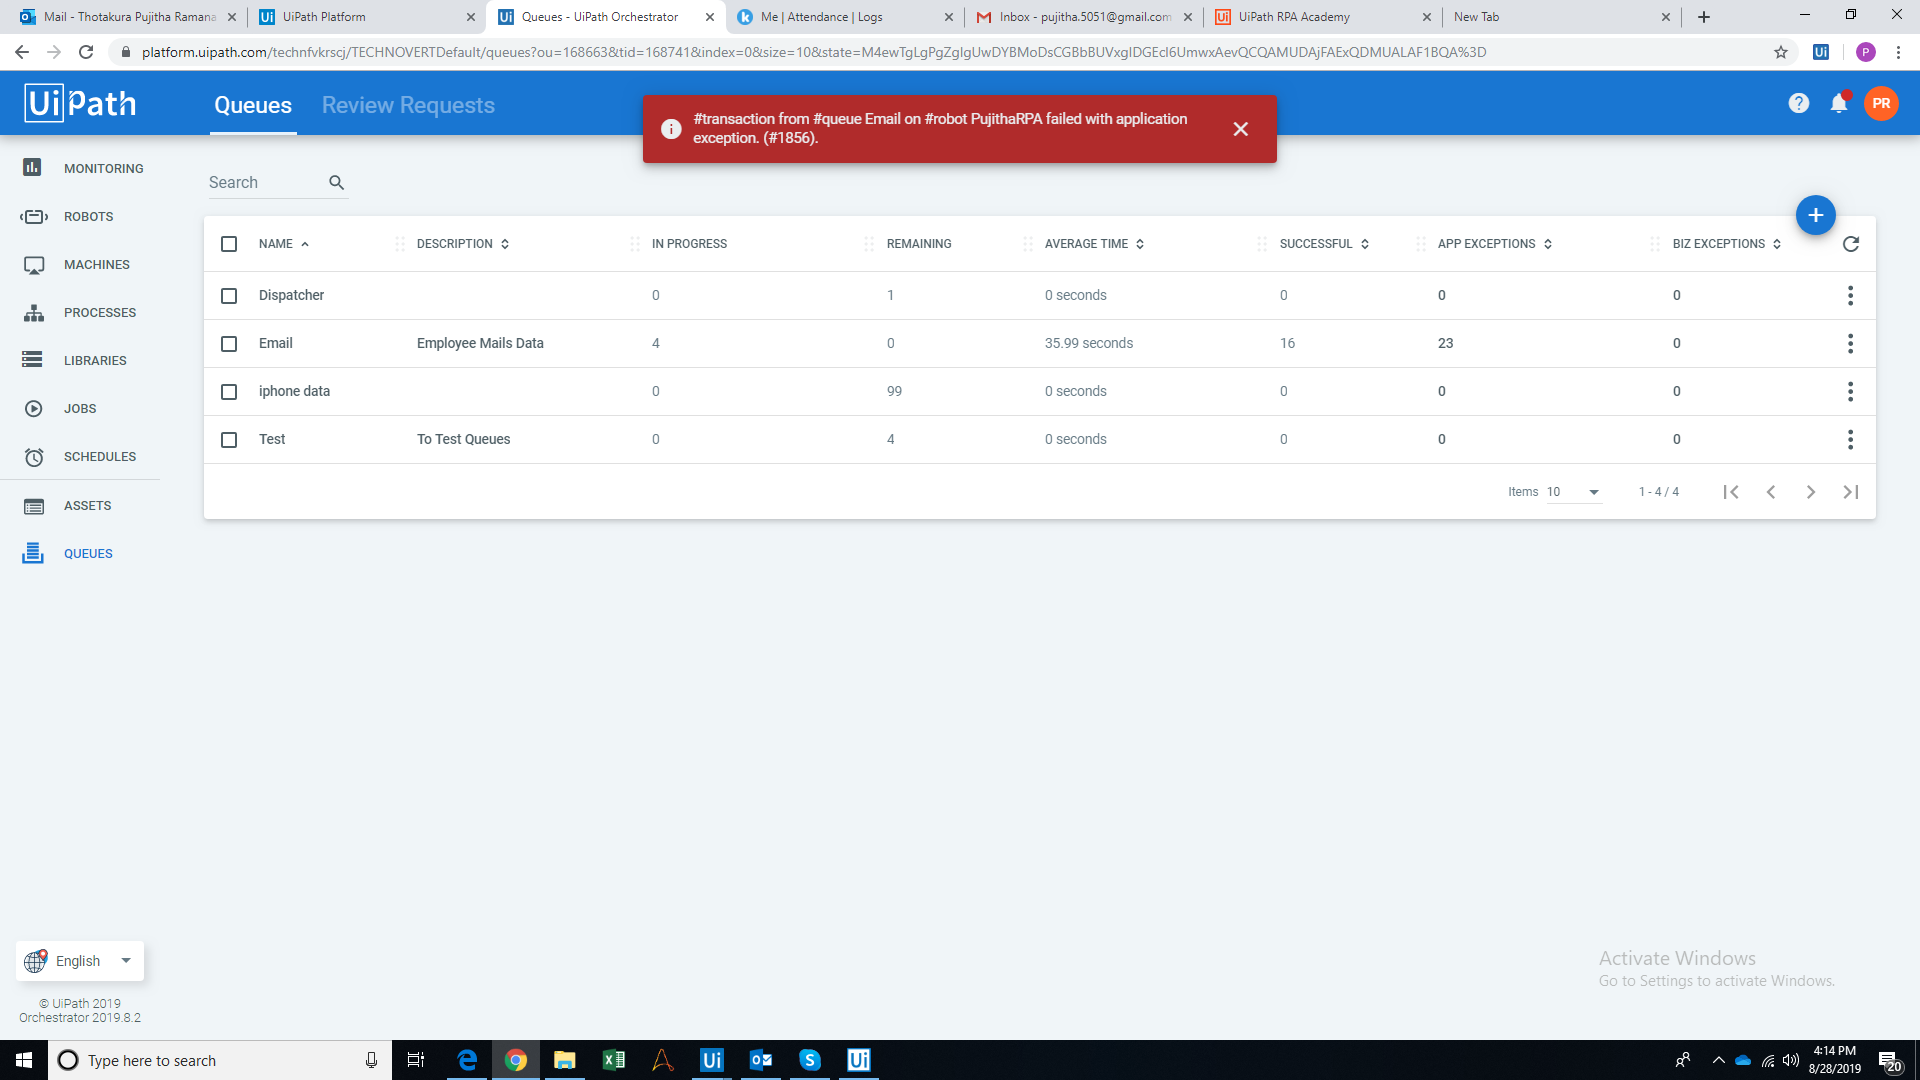 Mail - Thotakura Pujitha Ramana
UiPath Platform
Queues - UiPath Orchestrator
Me | Attendance | Logs
Inbox - pujitha.5051@gmail.com
UiPath RPA Academy
New Tab
platform.uipath.com/technfvkrscj/TECHNOVERTDefault/queues?ou=168663&tid=168741&index=0&size=10&state=M4ewTgLgPgZglgUwDYBMoDsCGBbBUVxgIDGEcI6UmwxAevQCQAMUDAjFAExQDMUALAF1BQA%3D
UiPath
Queues
Review Requests
#transaction from #queue Email on #robot PujithaRPA failed with application
exception. (#1856).
PR
MONITORING
ROBOTS
MACHINES
PROCESSES
LIBRARIES
JOBS
SCHEDULES
ASSETS
QUEUES
Search
NAME DESCRIPTION IN PROGRESS REMAINING AVERAGE TIME SUCCESSFUL APP EXCEPTIONS BIZ EXCEPTIONS
Dispatcher 0 1 0 seconds 0 0 0
Email Employee Mails Data 4 0 35.99 seconds 16 23 0
iphone data 0 99 0 seconds 0 0 0
Test To Test Queues 0 4 0 seconds 0 0 0
Items 10 1 - 4 / 4
English
© UiPath 2019
Orchestrator 2019.8.2
Activate Windows
Go to Settings to activate Windows.
Type here to search
4:14 PM
8/28/2019
20